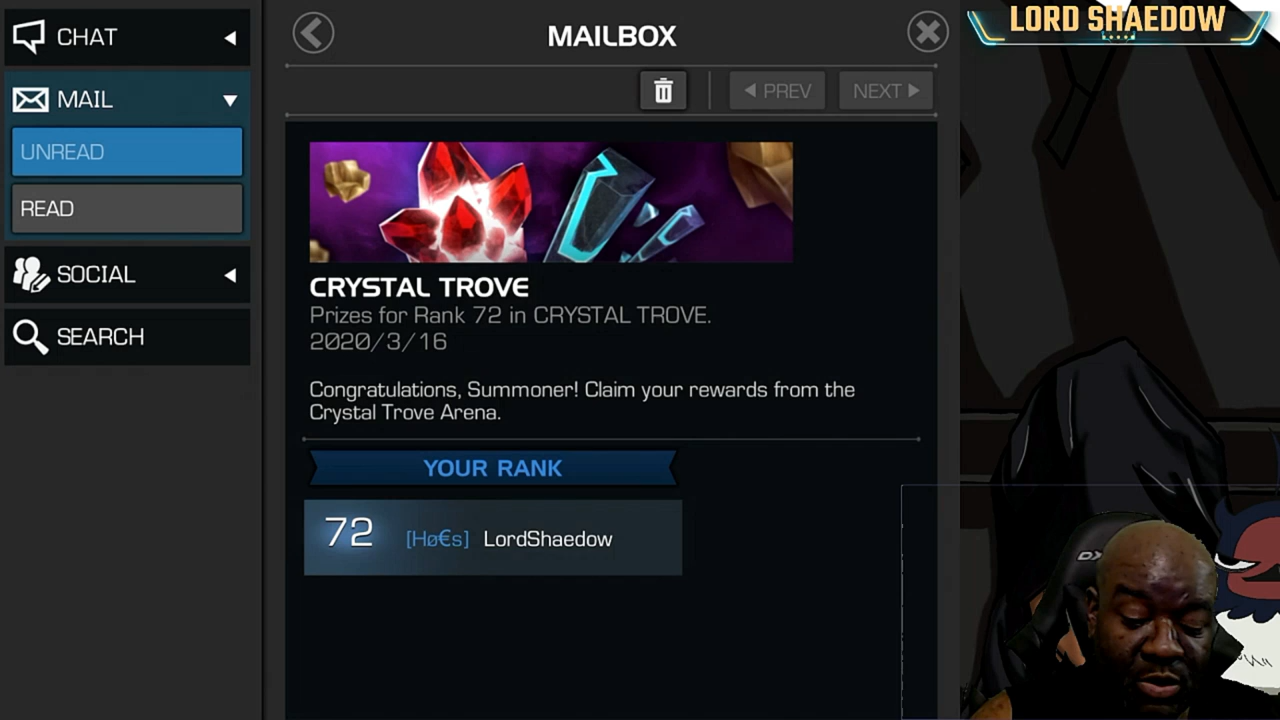 CHAT
MAIL
UNREAD
READ
SOCIAL
SEARCH
MAILBOX
PREV
NEXT
CRYSTAL TROVE
Prizes for Rank 72 in CRYSTAL TROVE.
2020/3/16
Congratulations, Summoner! Claim your rewards from the
Crystal Trove Arena.
YOUR RANK
72 [Hø€s] LordShaedow
LORD SHAEDOW
DX